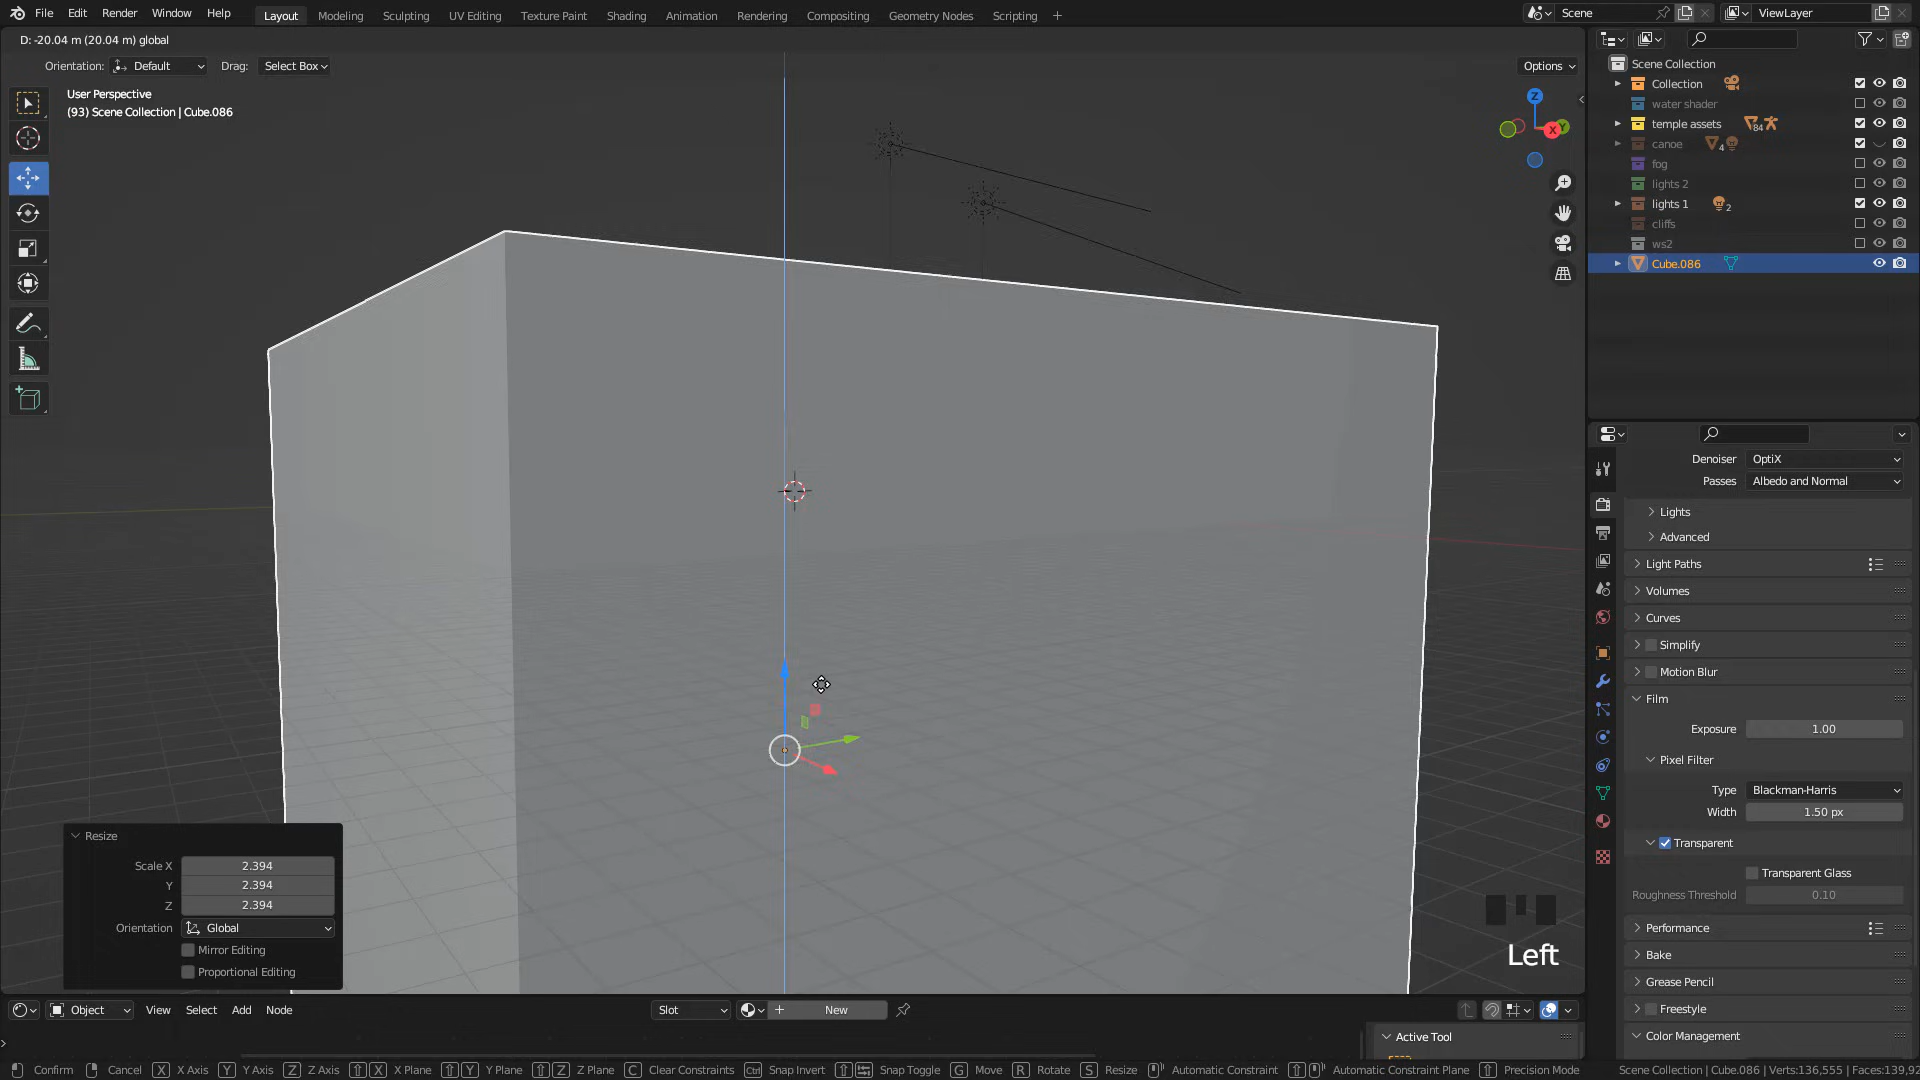 File Edit Render Window Help Layout Modeling Sculpting UV Editing Texture Paint Shading Animation Rendering Compositing Geometry Nodes Scripting + Scene ViewLayer
D: -20.04 m (20.04 m) global
Orientation: Default Drag: Select Box Options
User Perspective
(93) Scene Collection | Cube.086
Z
X
Y
Scene Collection
Collection
water shader
temple assets 84
canoe 4
fog
lights 2
lights 1 2
cliffs
ws2
Cube.086
Denoiser OptiX
Passes Albedo and Normal
Lights
Advanced
Light Paths
Volumes
Curves
Simplify
Motion Blur
Film
Exposure 1.00
Pixel Filter
Type Blackman-Harris
Width 1.50 px
Transparent
Transparent Glass
Roughness Threshold 0.10
Performance
Bake
Grease Pencil
Freestyle
Color Management
Resize
Scale X 2.394
Y 2.394
Z 2.394
Orientation Global
Mirror Editing
Proportional Editing
Left
Object View Select Add Node Slot + New
Active Tool
Confirm Cancel X X Axis Y Y Axis Z Z Axis X X Plane Y Y Plane Z Z Plane C Clear Constraints Ctrl Snap Invert Snap Toggle G Move R Rotate S Resize Automatic Constraint Automatic Constraint Plane Precision Mode Scene Collection | Cube.086 | Verts:136,555 | Faces:139,92